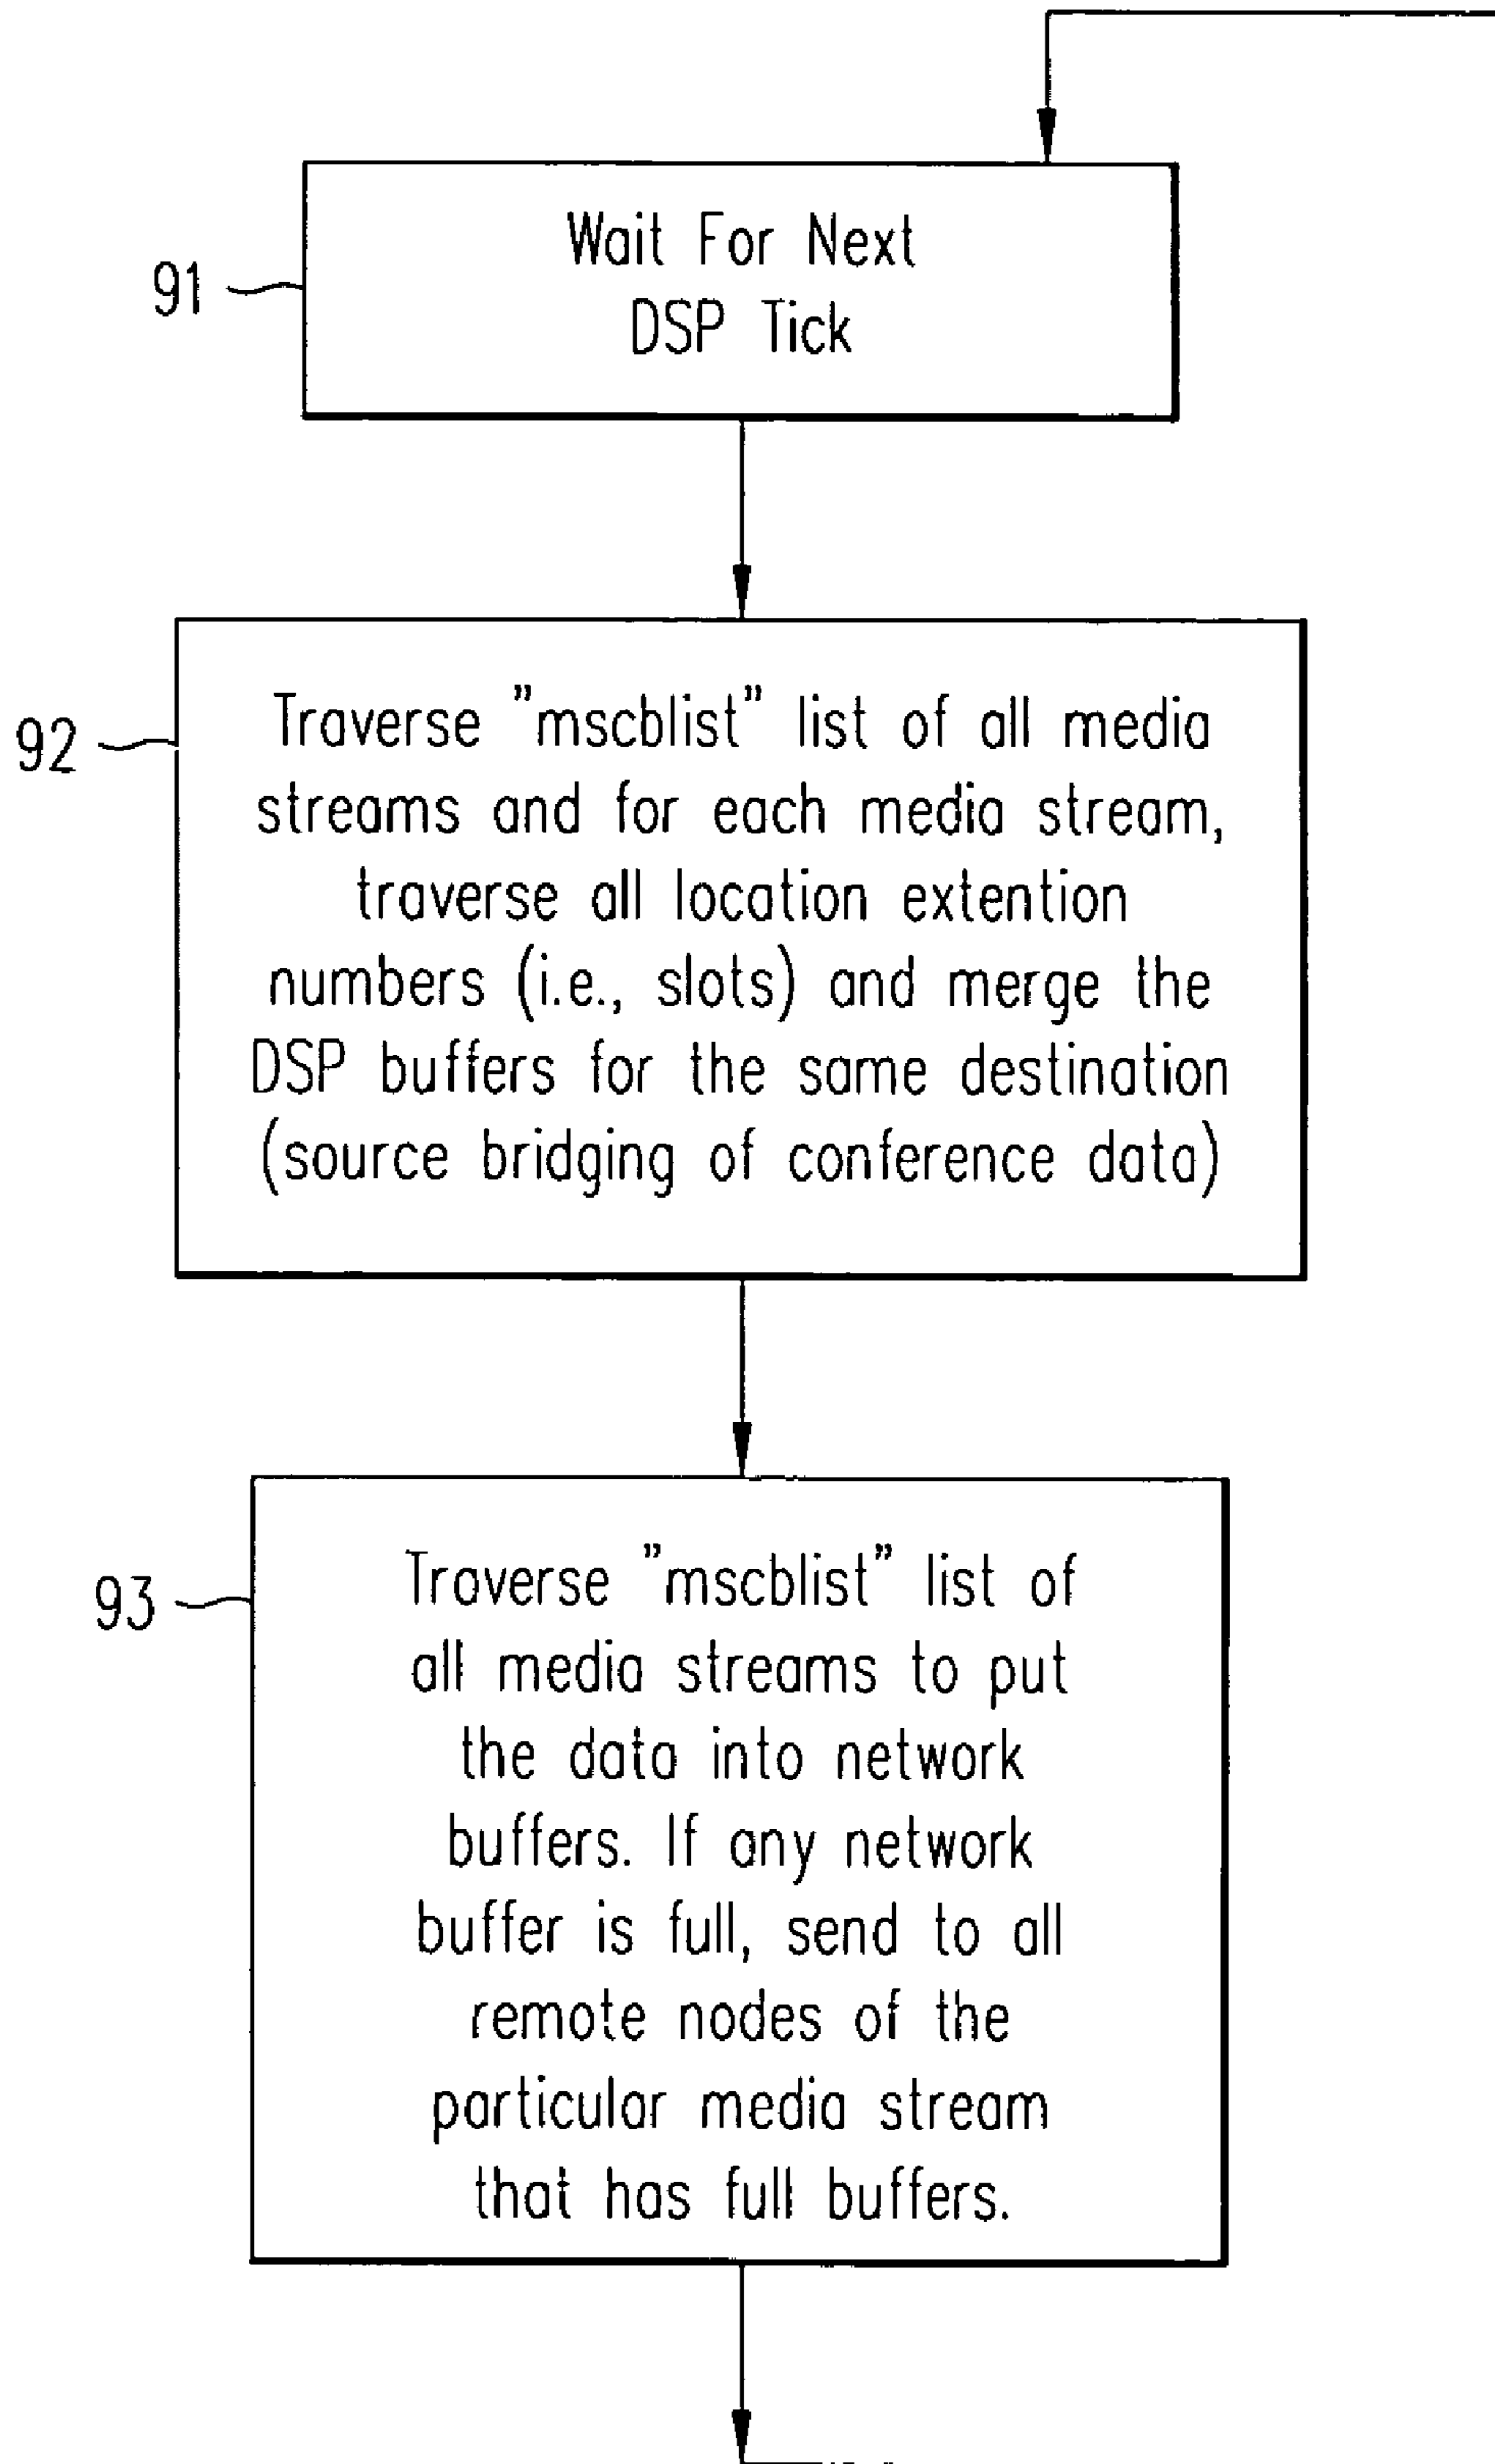 91
Wait For Next
DSP Tick
92
Traverse "mscblist" list of all media
streams and for each media stream,
traverse all location extention
numbers (i.e., slots) and merge the
DSP buffers for the same destination
(source bridging of conference data)
93
Traverse "mscblist" list of
all media streams to put
the data into network
buffers. If any network
buffer is full, send to all
remote nodes of the
particular media stream
that has full buffers.